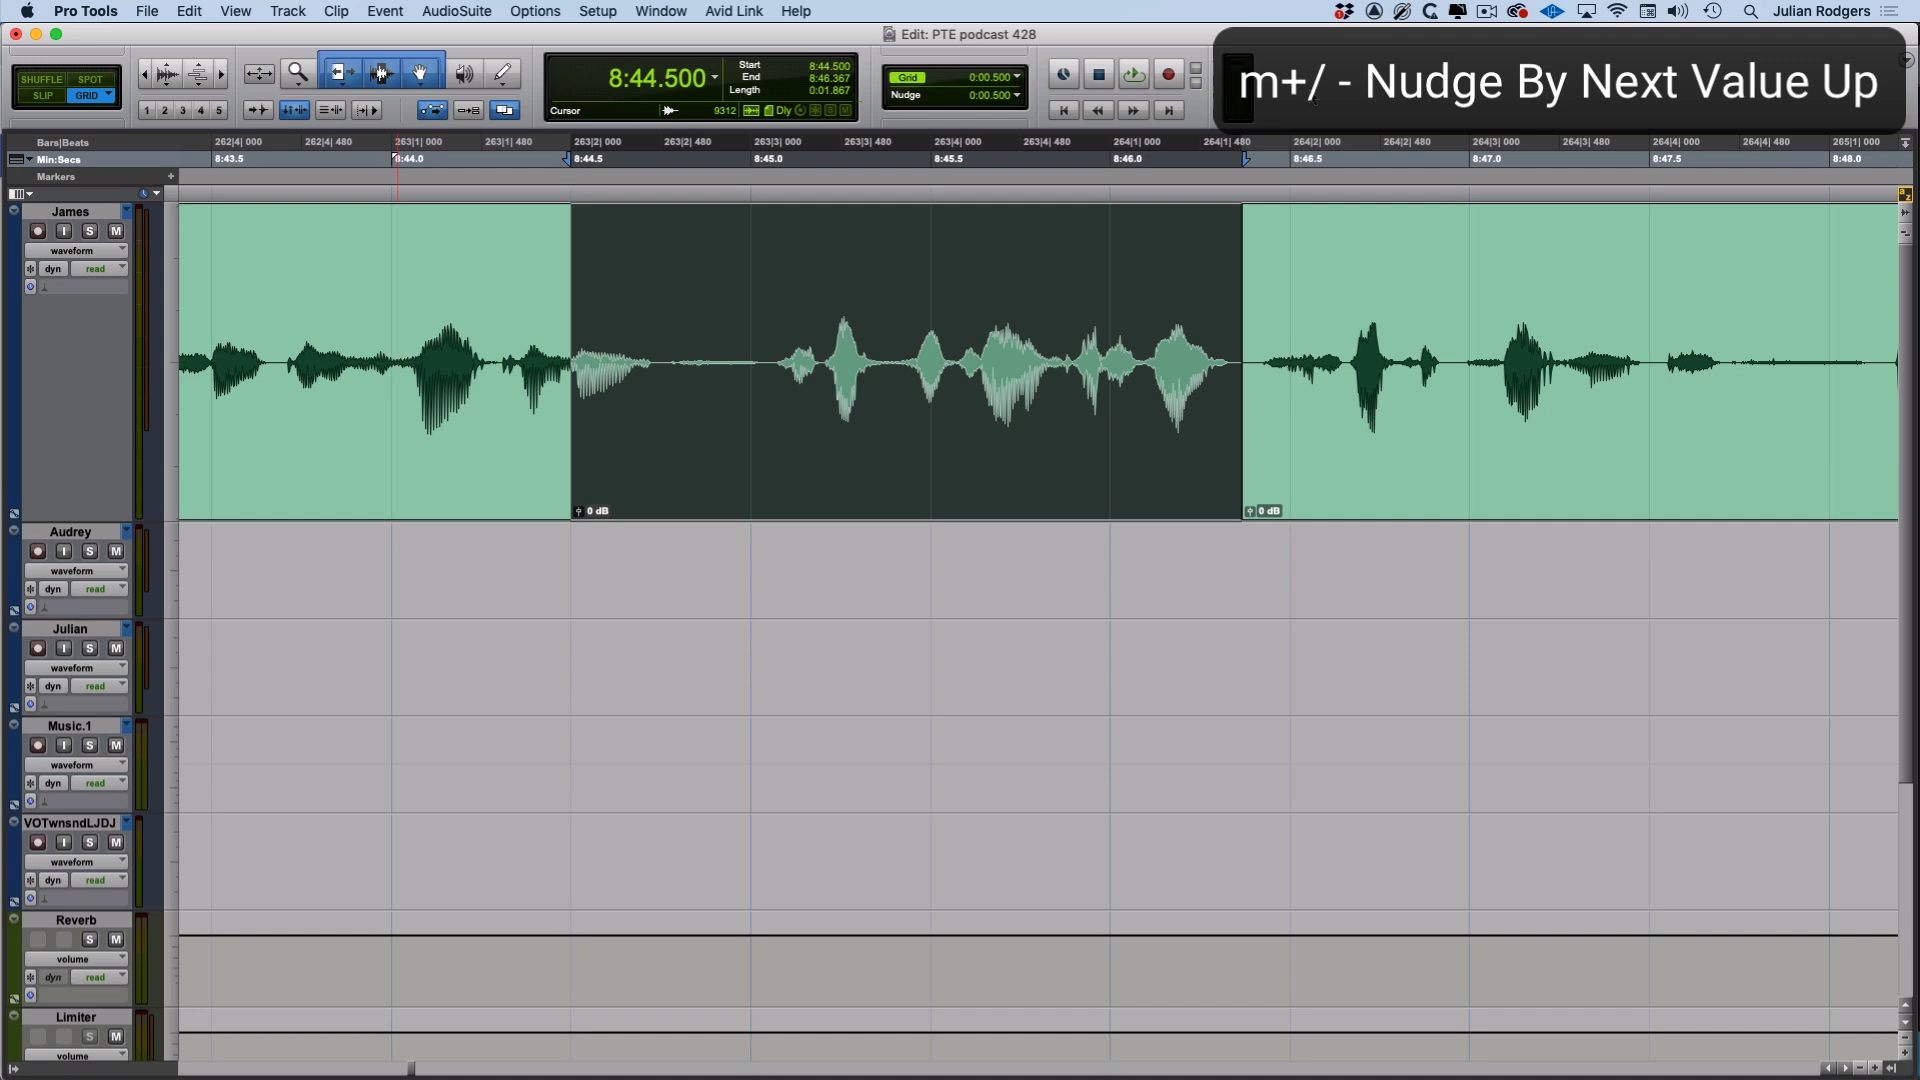 Pro Tools File Edit View Track Clip Event AudioSuite Options Setup Window Avid Link Help Julian Rodgers
Edit: PTE podcast 428
m+/ - Nudge By Next Value Up
SHUFFLE SPOT
SLIP GRID
1 2 3 4 5
8:44.500
Start 8:44.500
End 8:46.367
Length 0:01.867
Cursor 9312 Dly S M
Grid 0:00.500
Nudge 0:00.500
Bars|Beats 262|4| 000 262|4| 480 263|1| 000 263|1| 480 263|2| 000 263|2| 480 263|3| 000 263|3| 480 263|4| 000 263|4| 480 264|1| 000 264|1| 480 264|2| 000 264|2| 480 264|3| 000 264|3| 480 264|4| 000 264|4| 480 265|1| 000
Min:Secs 8:43.5 8:44.0 8:44.5 8:45.0 8:45.5 8:46.0 8:46.5 8:47.0 8:47.5 8:48.0
Markers +
a
z
James
I S M
waveform
dyn read
0 dB 0 dB
Audrey
I S M
waveform
dyn read
Julian
I S M
waveform
dyn read
Music.1
I S M
waveform
dyn read
VOTwnsndLJDJ
I S M
waveform
dyn read
Reverb
S M
volume
dyn read
Limiter
S M
volume